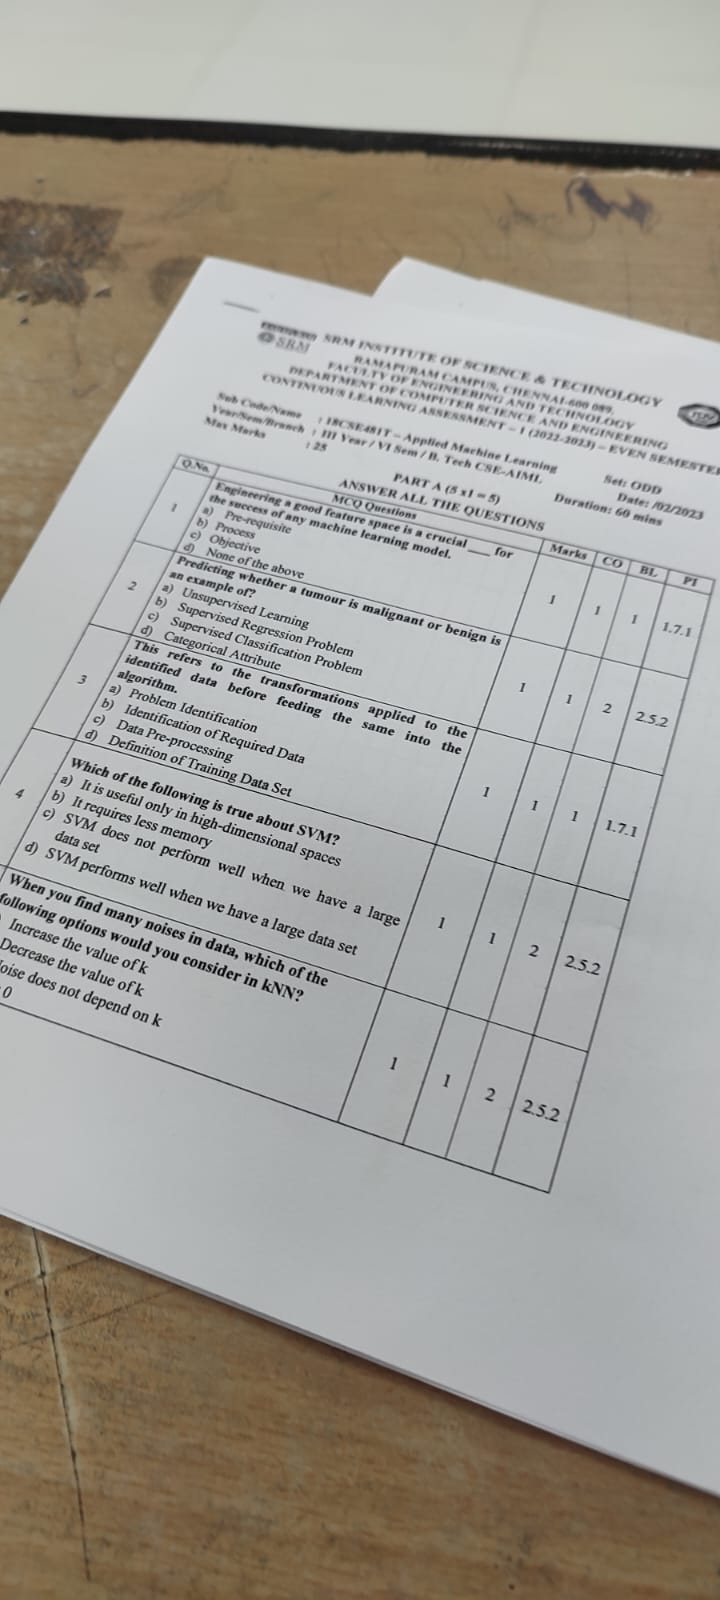 SRM
SRM INSTITUTE OF SCIENCE & TECHNOLOGY
RAMAPURAM CAMPUS, CHENNAI-600 089.
FACULTY OF ENGINEERING AND TECHNOLOGY
DEPARTMENT OF COMPUTER SCIENCE AND ENGINEERING
CONTINUOUS LEARNING ASSESSMENT – I (2022-2023) – EVEN SEMESTER
Sub Code/Name : 18CSE481T – Applied Machine Learning Set: ODD
Year/Sem/Branch : III Year / VI Sem / B. Tech CSE-AIML Date: /02/2023
Max Marks : 25 Duration: 60 mins
PART A (5 x1 = 5)
ANSWER ALL THE QUESTIONS
Q.No. MCQ Questions Marks CO BL PI
1 Engineering a good feature space is a crucial ___ for
the success of any machine learning model.
a) Pre-requisite
b) Process
c) Objective
d) None of the above
1 1 1 1.7.1
2 Predicting whether a tumour is malignant or benign is
an example of?
a) Unsupervised Learning
b) Supervised Regression Problem
c) Supervised Classification Problem
d) Categorical Attribute
1 1 2 2.5.2
3 This refers to the transformations applied to the
identified data before feeding the same into the
algorithm.
a) Problem Identification
b) Identification of Required Data
c) Data Pre-processing
d) Definition of Training Data Set
1 1 1 1.7.1
4 Which of the following is true about SVM?
a) It is useful only in high-dimensional spaces
b) It requires less memory
c) SVM does not perform well when we have a large
data set
d) SVM performs well when we have a large data set
1 1 2 2.5.2
When you find many noises in data, which of the
following options would you consider in kNN?
Increase the value of k
Decrease the value of k
oise does not depend on k
0
1 1 2 2.5.2